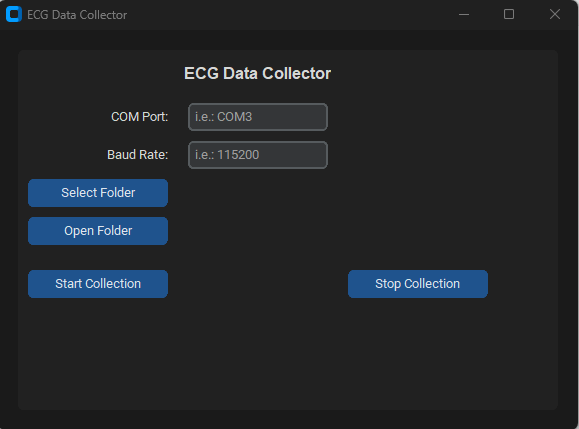 ECG Data Collector
ECG Data Collector
COM Port: i.e.: COM3
Baud Rate: i.e.: 115200
Select Folder
Open Folder
Start Collection Stop Collection